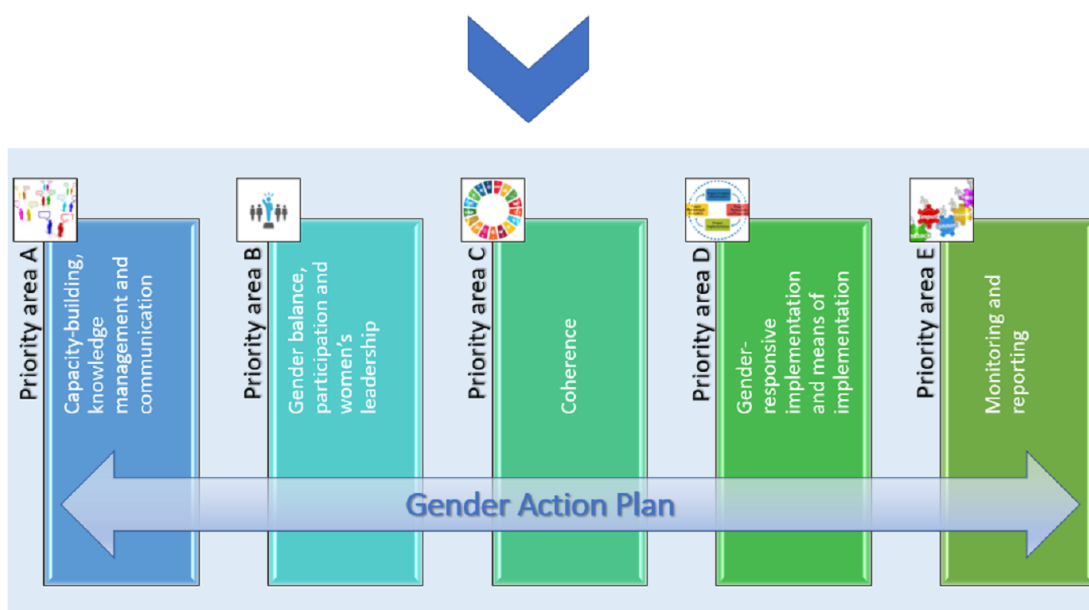 Priority area A
Capacity-building,
knowledge
management and
communication
Priority area B
Gender balance,
participation and
women's
leadership
Priority area C
Coherence
Priority area D
Gender-
responsive
implementation
and means of
implementation
Priority area E
Monitoring and
reporting
Gender Action Plan